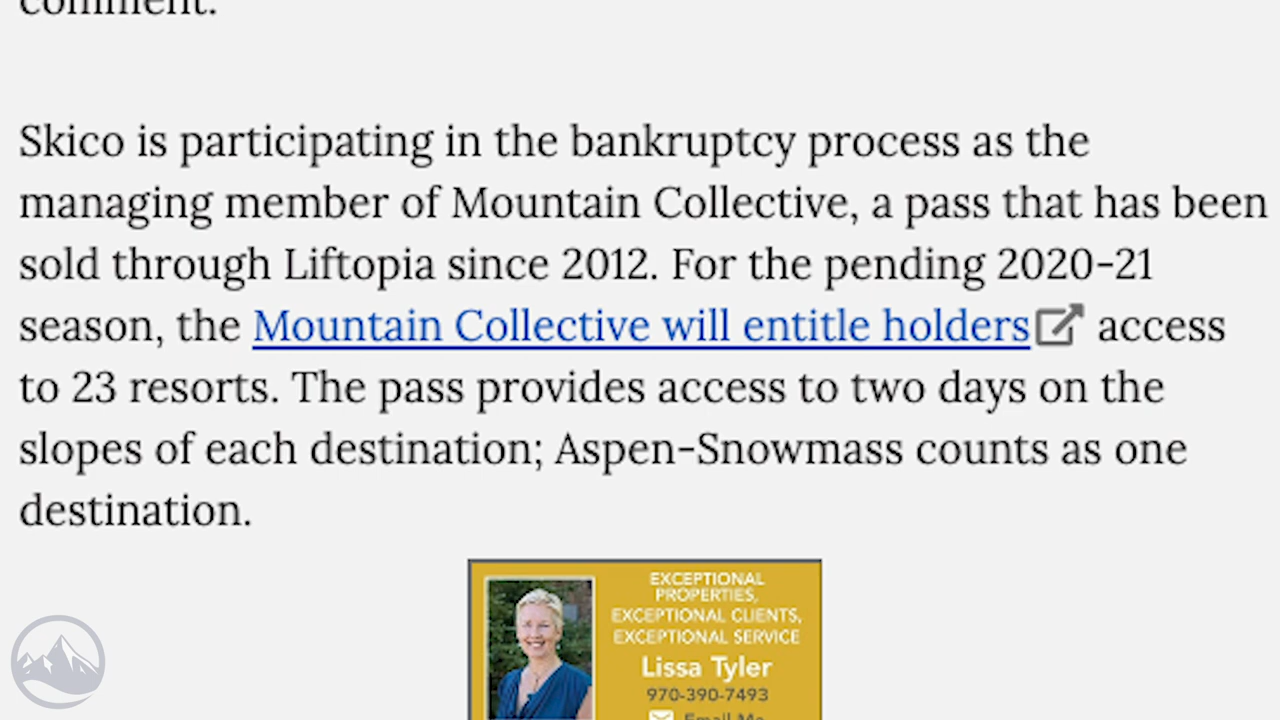 comment.
Skico is participating in the bankruptcy process as the
managing member of Mountain Collective, a pass that has been
sold through Liftopia since 2012. For the pending 2020-21
season, the Mountain Collective will entitle holders access
to 23 resorts. The pass provides access to two days on the
slopes of each destination; Aspen-Snowmass counts as one
destination.
EXCEPTIONAL
PROPERTIES,
EXCEPTIONAL CLIENTS,
EXCEPTIONAL SERVICE
Lissa Tyler
970-390-7493
Email Me